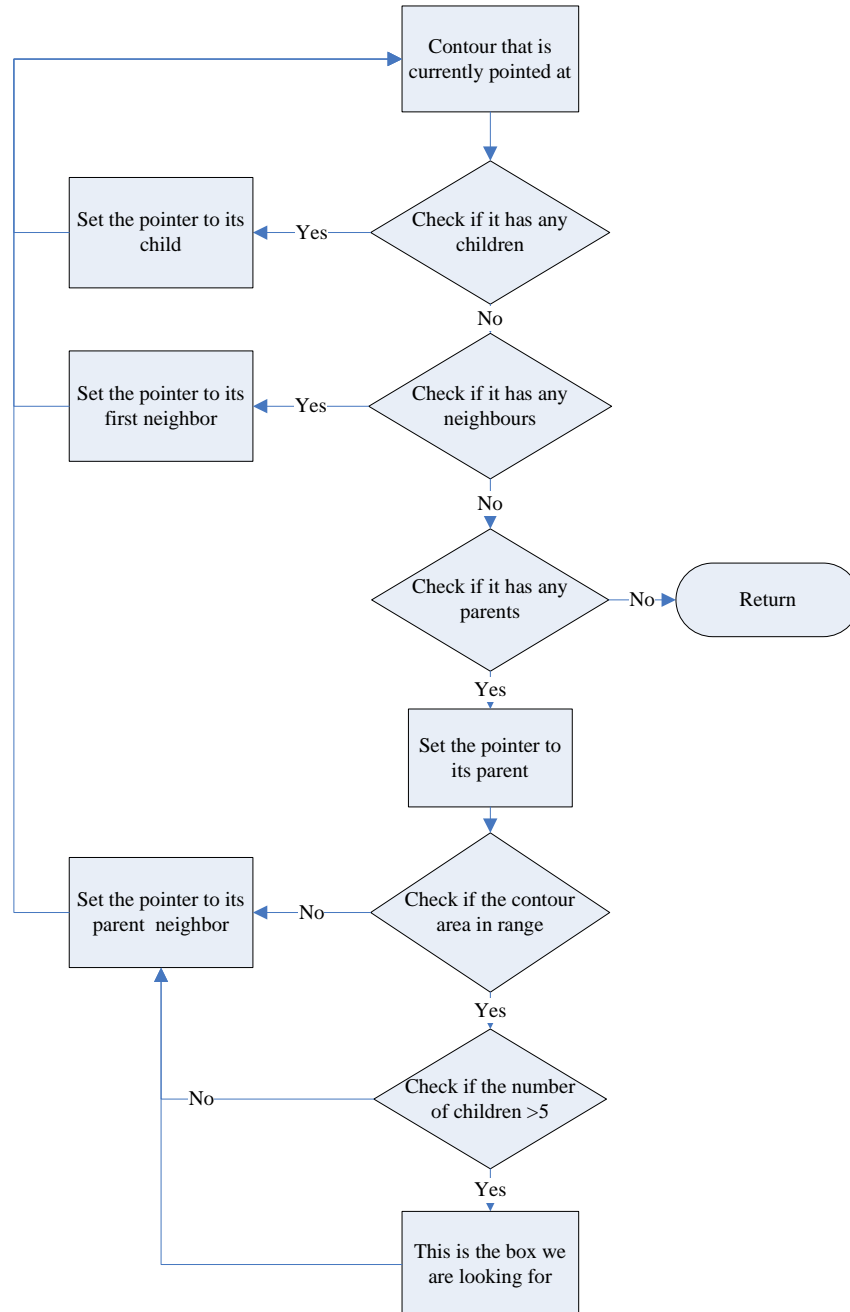 Contour that is
currently pointed at
Set the pointer to its
child
Yes
Check if it has any
children
No
Set the pointer to its
first neighbor
Yes
Check if it has any
neighbours
No
Check if it has any
parents
No
Return
Yes
Set the pointer to
its parent
Set the pointer to its
parent  neighbor
No
Check if the contour
area in range
Yes
No
Check if the number
of children >5
Yes
This is the box we
are looking for